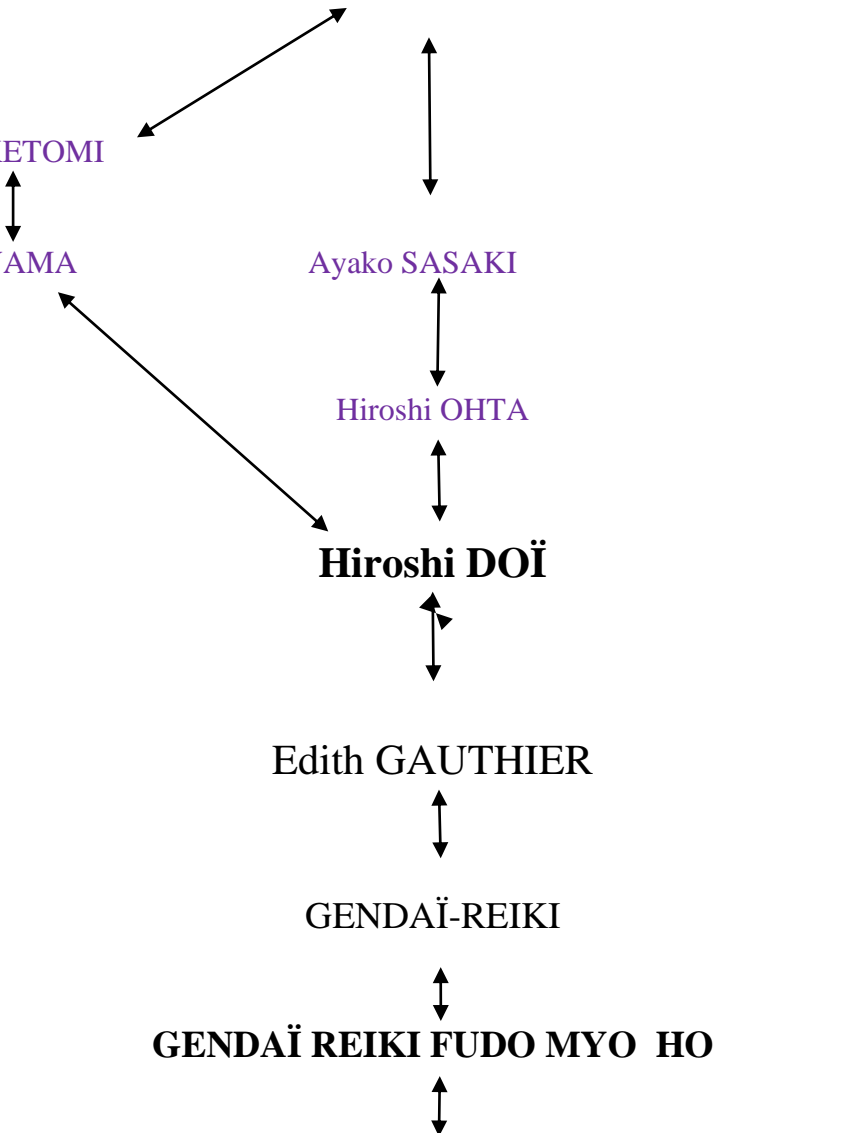 ETOMI
AMA
Ayako SASAKI
Hiroshi OHTA
Hiroshi DOÏ
Edith GAUTHIER
GENDAÏ-REIKI
GENDAÏ REIKI FUDO MYO HO